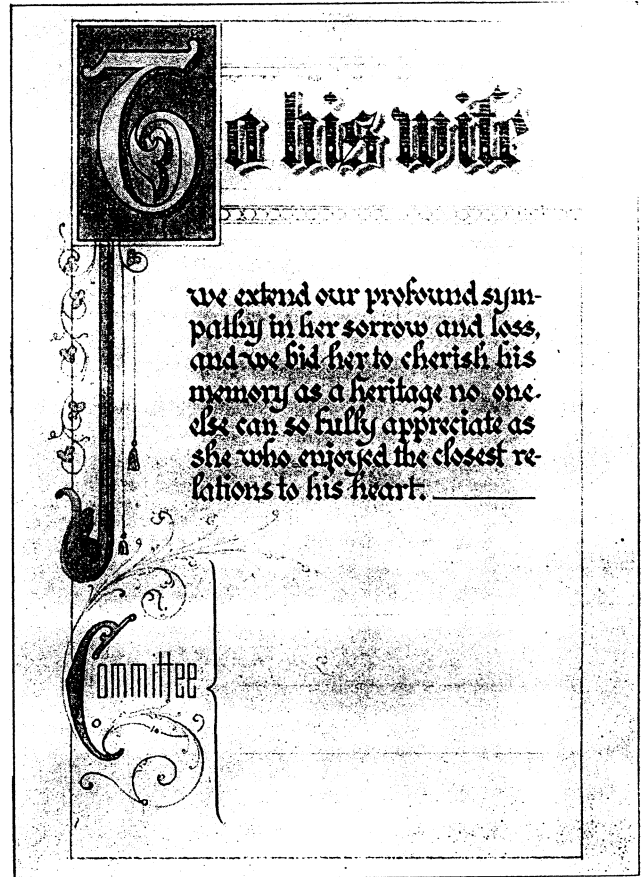 To his wife
we extend our profound sym-
pathy in her sorrow and loss,
and we bid her to cherish his
memory as a heritage no one
else can so fully appreciate as
she who enjoyed the closest re-
lations to his heart.
Committee